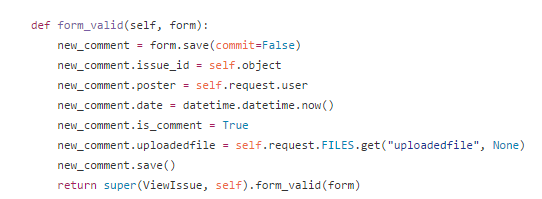 def form_valid(self, form):
new_comment = form.save(commit=False)
new_comment.issue_id = self.object
new_comment.poster = self.request.user
new_comment.date = datetime.datetime.now()
new_comment.is_comment = True
new_comment.uploadedfile = self.request.FILES.get("uploadedfile", None)
new_comment.save()
return super(ViewIssue, self).form_valid(form)